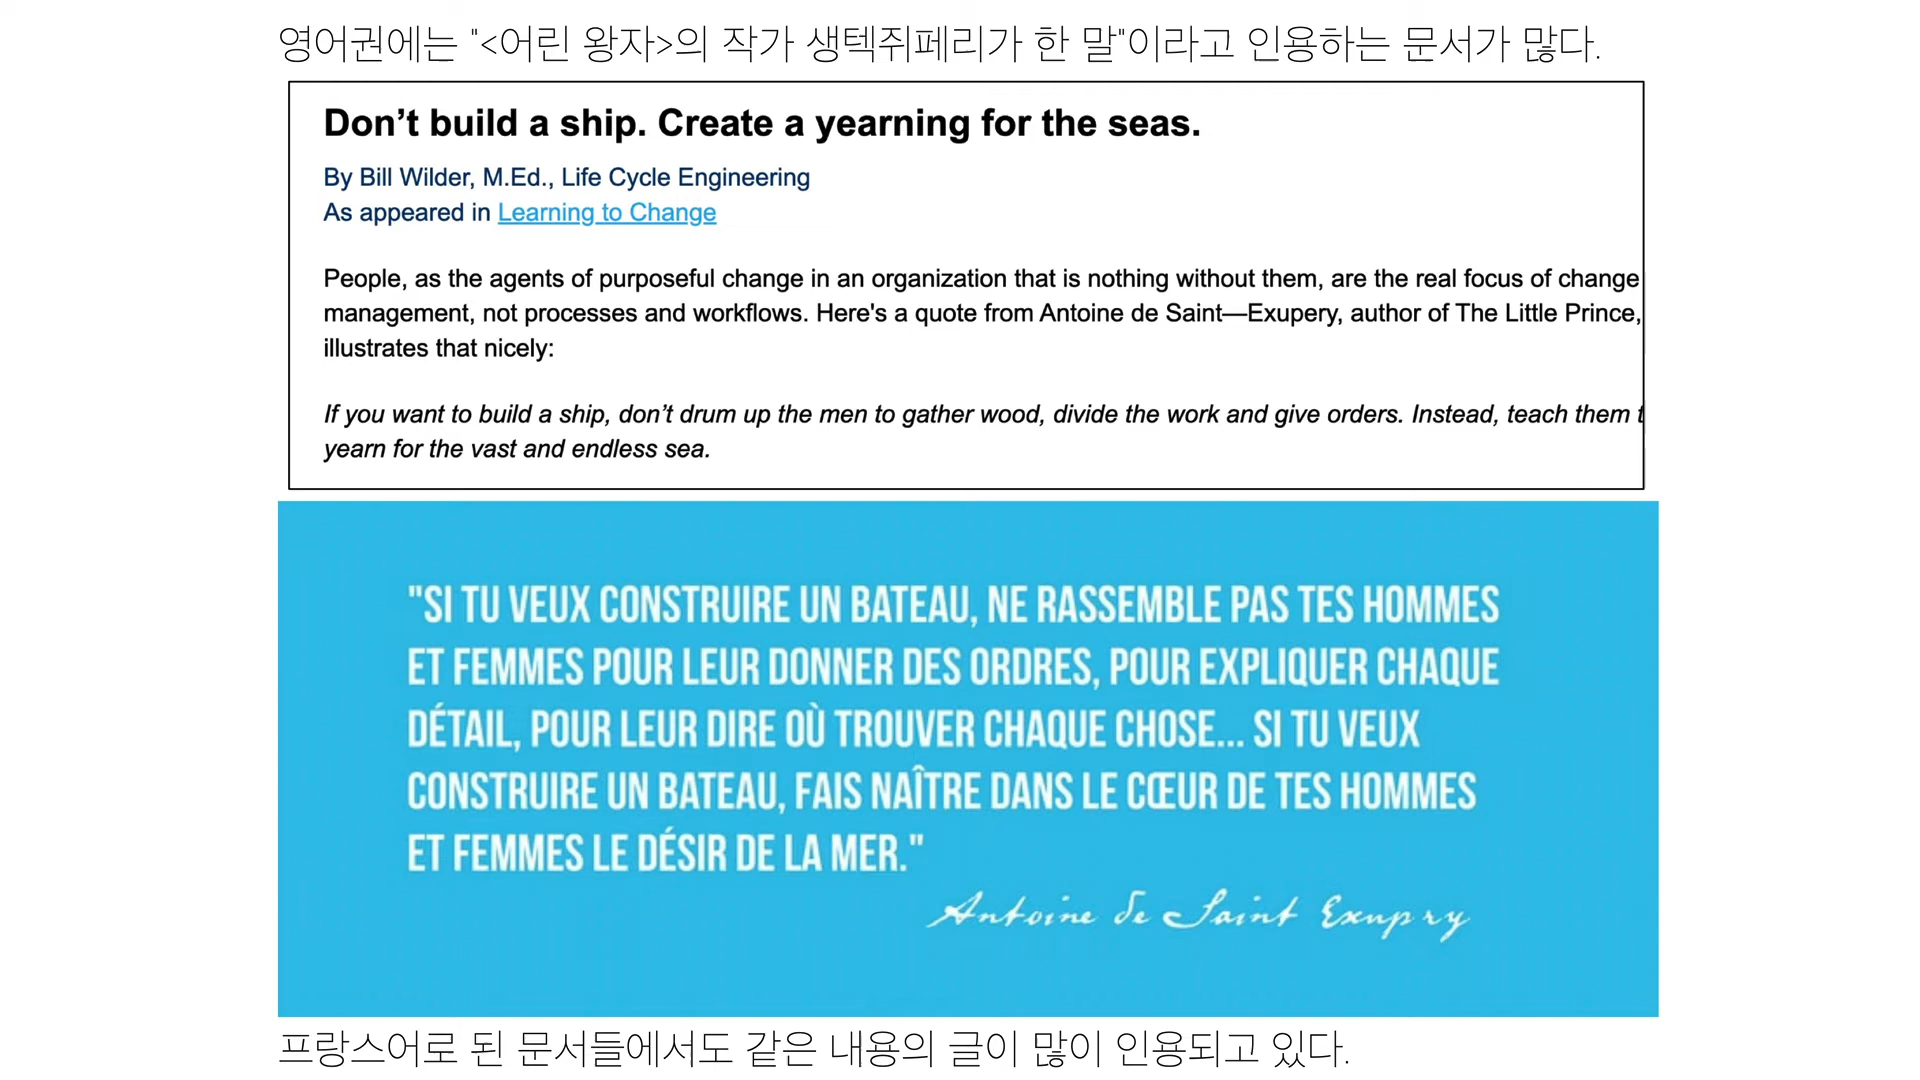 영어권에는 "<어린 왕자>의 작가 생텍쥐페리가 한 말"이라고 인용하는 문서가 많다.
Don’t build a ship. Create a yearning for the seas.
By Bill Wilder, M.Ed., Life Cycle Engineering
As appeared in Learning to Change
People, as the agents of purposeful change in an organization that is nothing without them, are the real focus of change
management, not processes and workflows. Here's a quote from Antoine de Saint—Exupery, author of The Little Prince,
illustrates that nicely:
If you want to build a ship, don’t drum up the men to gather wood, divide the work and give orders. Instead, teach them t
yearn for the vast and endless sea.
"SI TU VEUX CONSTRUIRE UN BATEAU, NE RASSEMBLE PAS TES HOMMES
ET FEMMES POUR LEUR DONNER DES ORDRES, POUR EXPLIQUER CHAQUE
DÉTAIL, POUR LEUR DIRE OÙ TROUVER CHAQUE CHOSE... SI TU VEUX
CONSTRUIRE UN BATEAU, FAIS NAÎTRE DANS LE CŒUR DE TES HOMMES
ET FEMMES LE DÉSIR DE LA MER."
Antoine de Saint Exupry
프랑스어로 된 문서들에서도 같은 내용의 글이 많이 인용되고 있다.